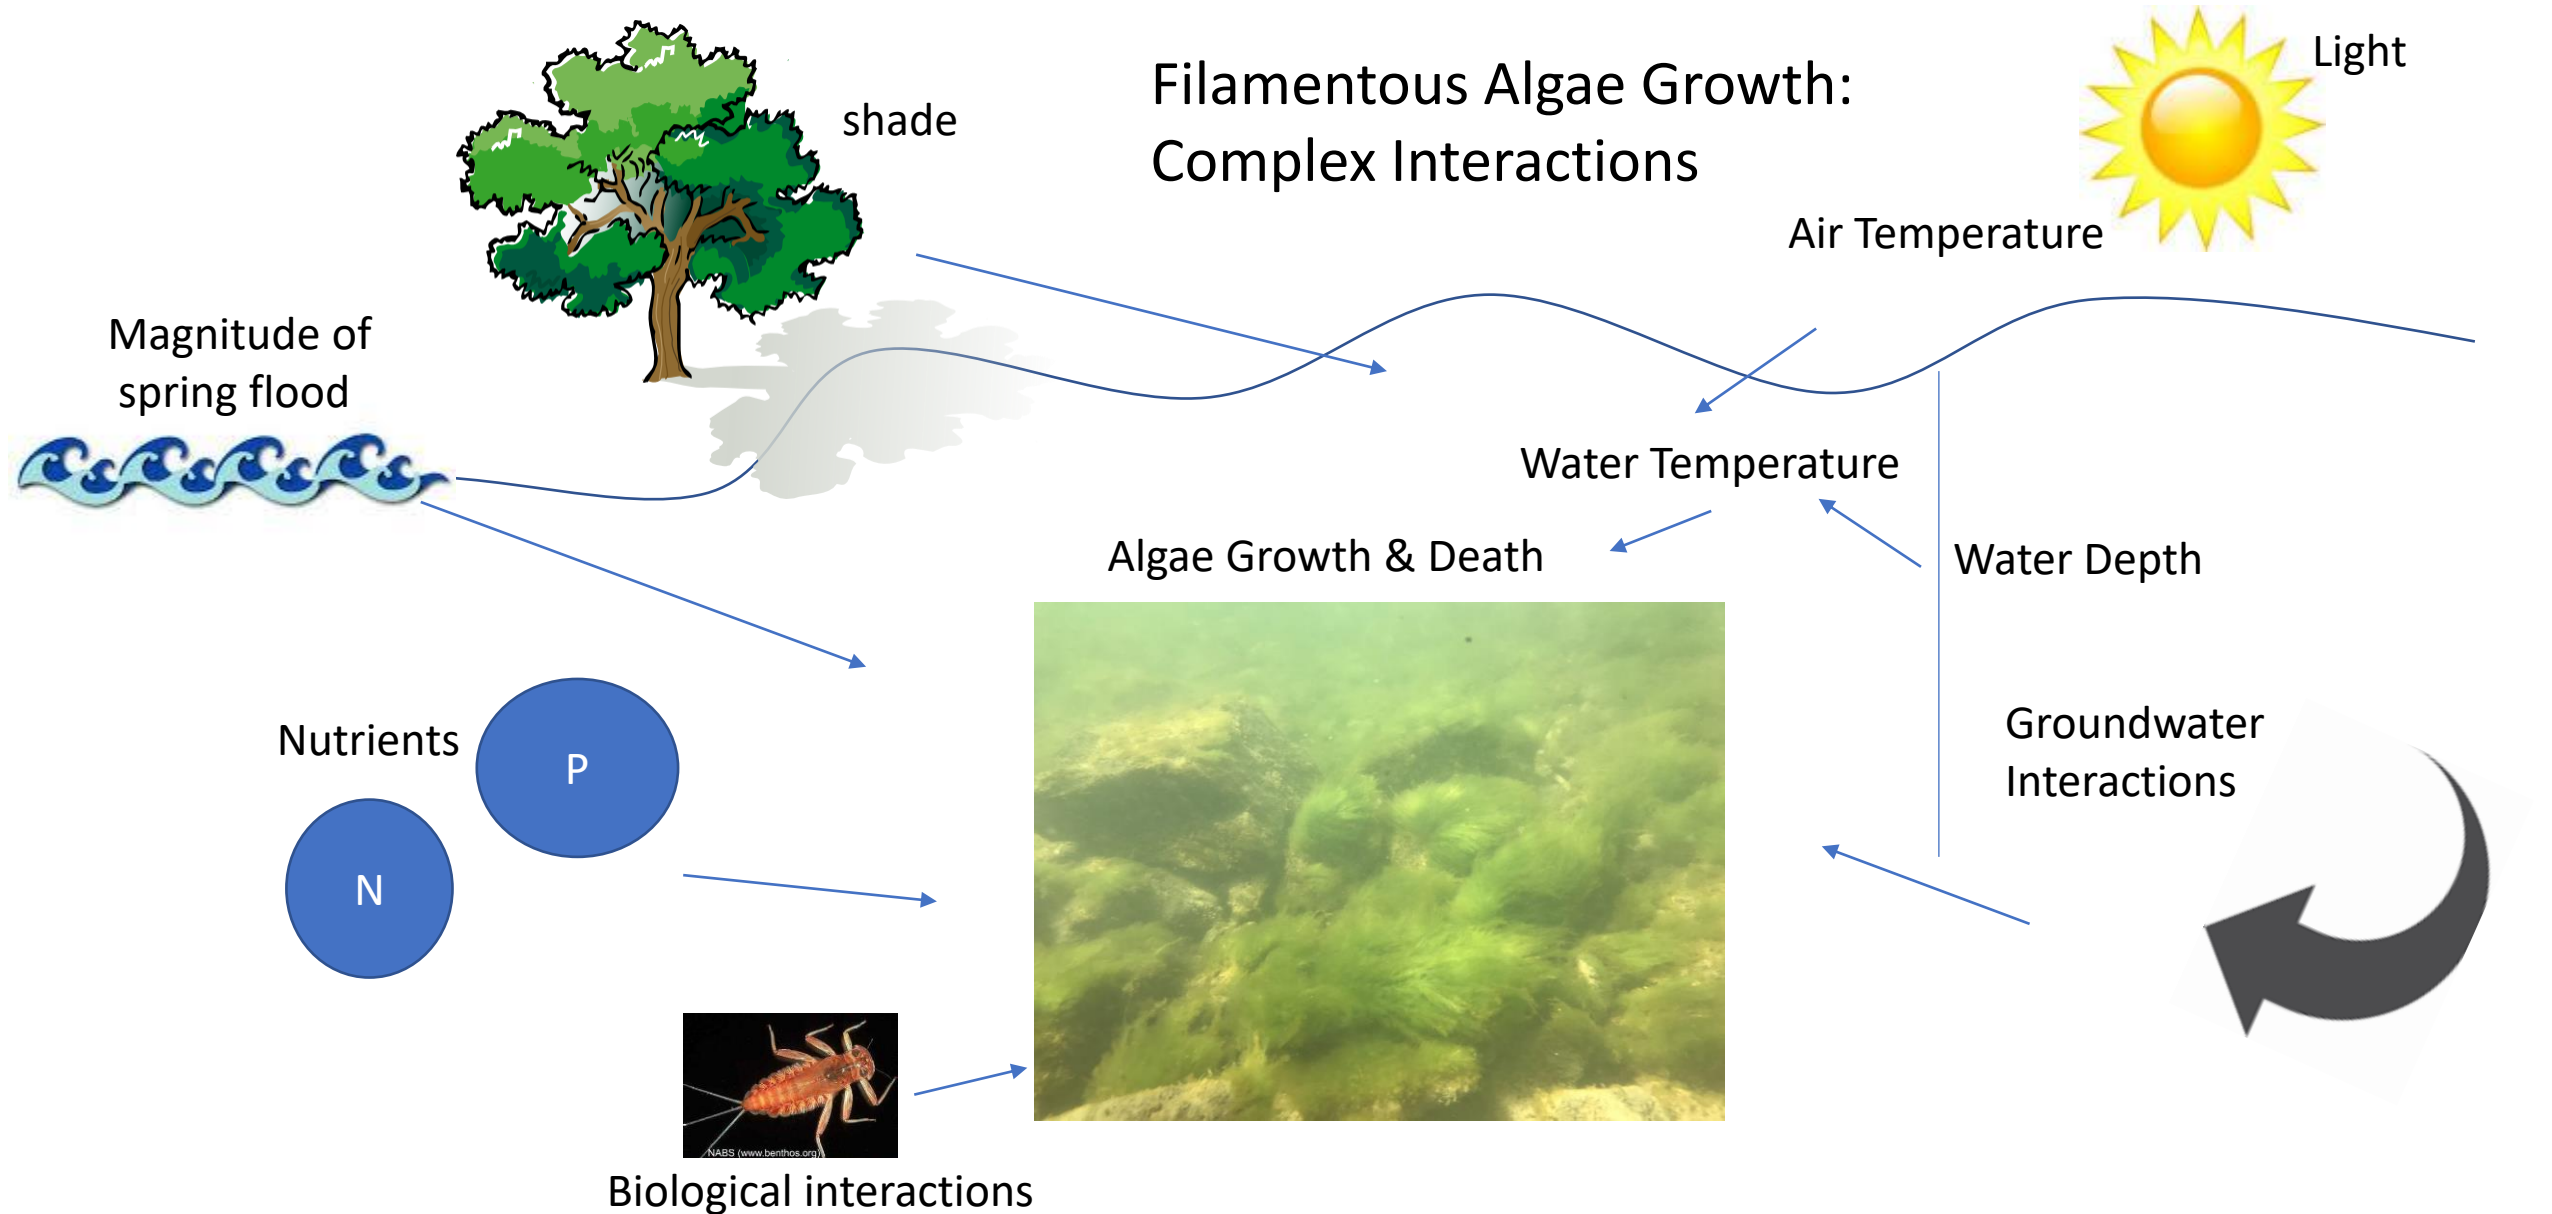 Filamentous Algae Growth:
Complex Interactions
Light
shade
Air Temperature
Magnitude of
spring flood
Water Temperature
Algae Growth & Death
Water Depth
Nutrients
P
N
Groundwater
Interactions
NABS (www.benthos.org)
Biological interactions